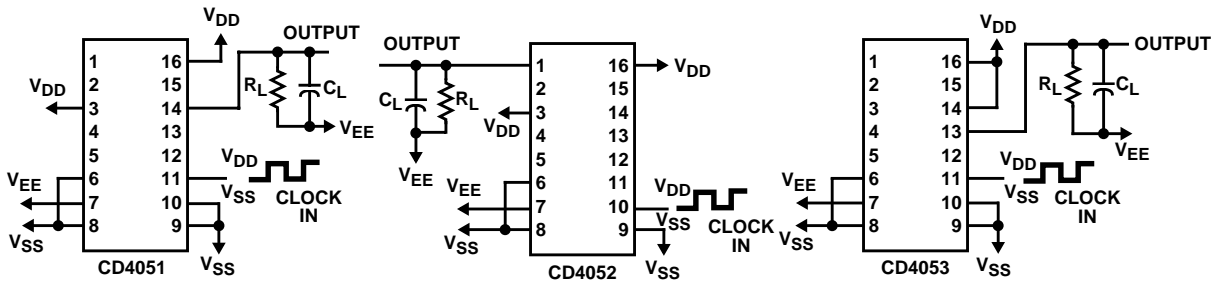 VDD
1 16
2 15
VDD 3 14
4 13
5 12
6 11
VEE 7 10
VSS 8 9
CD4051
OUTPUT
RL CL
VEE
VDD
VSS
CLOCK
IN
VSS
OUTPUT
CL RL
VEE
1 16 VDD
2 15
VDD 3 14
4 13
5 12
6 11
VEE 7 10
VSS 8 9
CD4052
VDD
VSS
CLOCK
IN
VSS
VDD
1 16
2 15
3 14
4 13
5 12
6 11
VEE 7 10
VSS 8 9
CD4053
OUTPUT
RL CL
VEE
VDD
VSS
CLOCK
IN
VSS